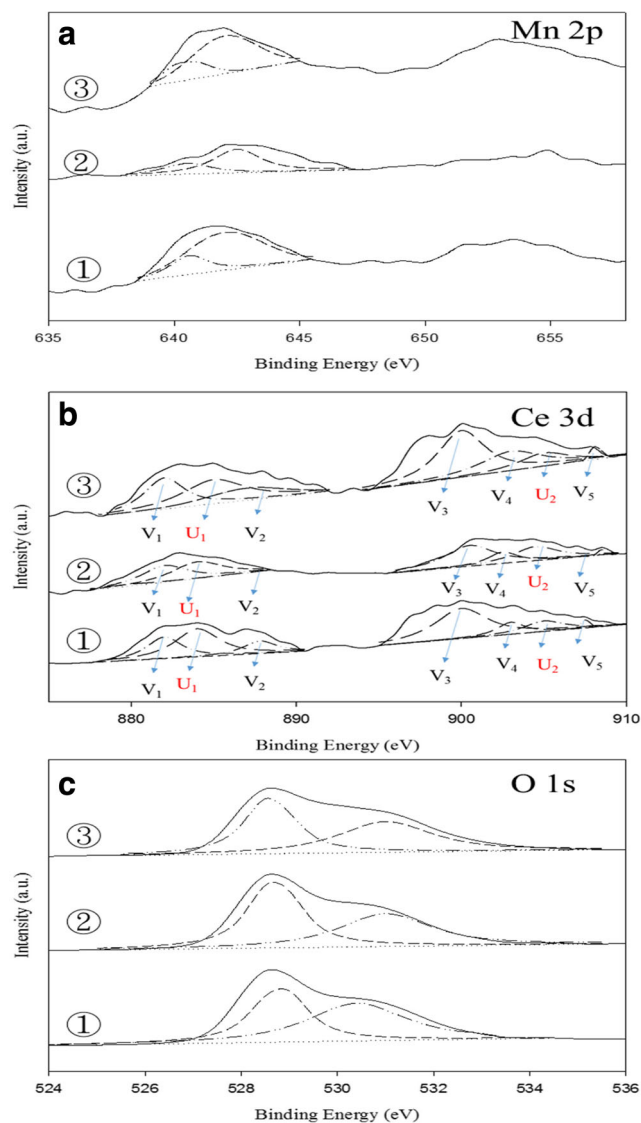 a
Mn 2p
③
②
①
Intensity (a.u.)
635 640 645 650 655
Binding Energy (eV)
b
Ce 3d
③
V₁ U₁ V₂ V₃ V₄ U₂ V₅
②
V₁ U₁ V₂ V₃ V₄ U₂ V₅
①
V₁ U₁ V₂ V₃ V₄ U₂ V₅
Intensity (a.u.)
880 890 900 910
Binding Energy (eV)
c
O 1s
③
②
①
Intensity (a.u.)
524 526 528 530 532 534 536
Binding Energy (eV)